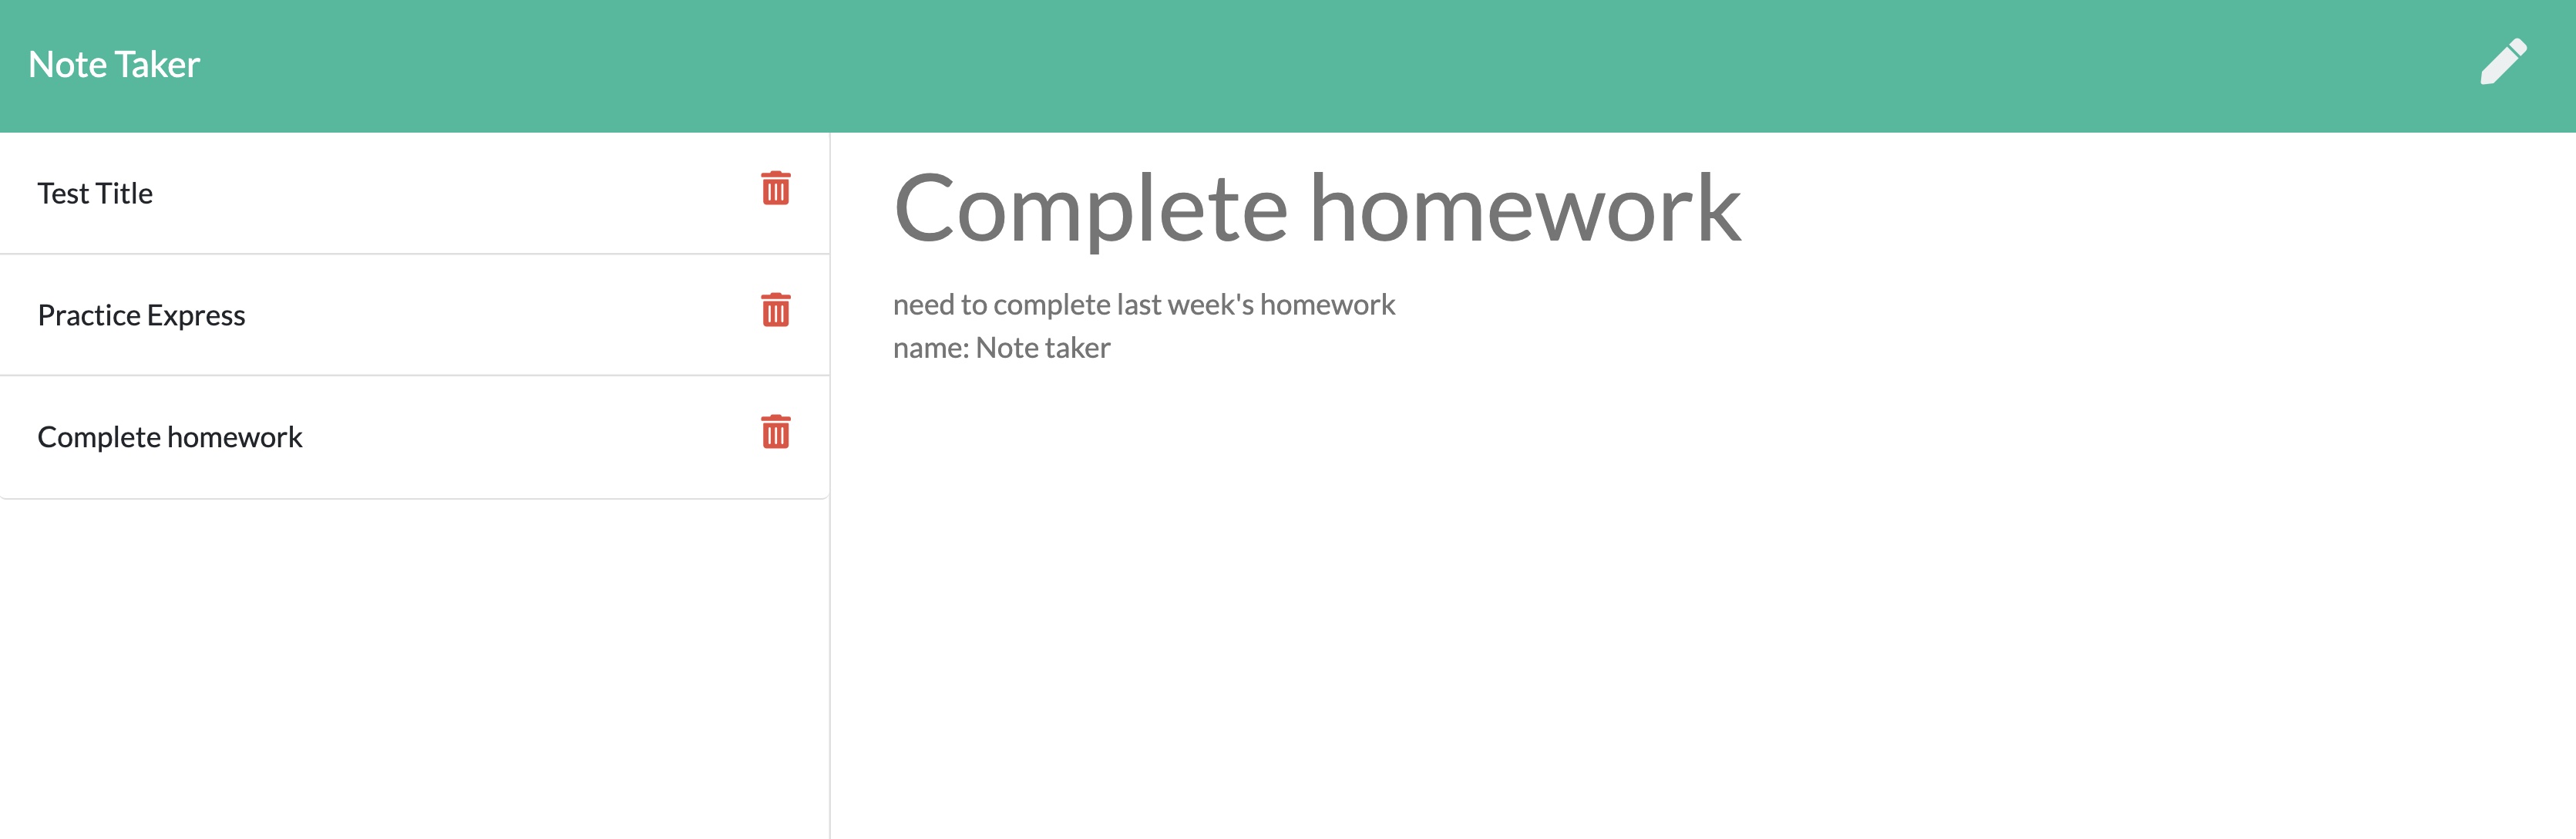 Note Taker
Test Title
Practice Express
Complete homework
Complete homework
need to complete last week's homework
name: Note taker